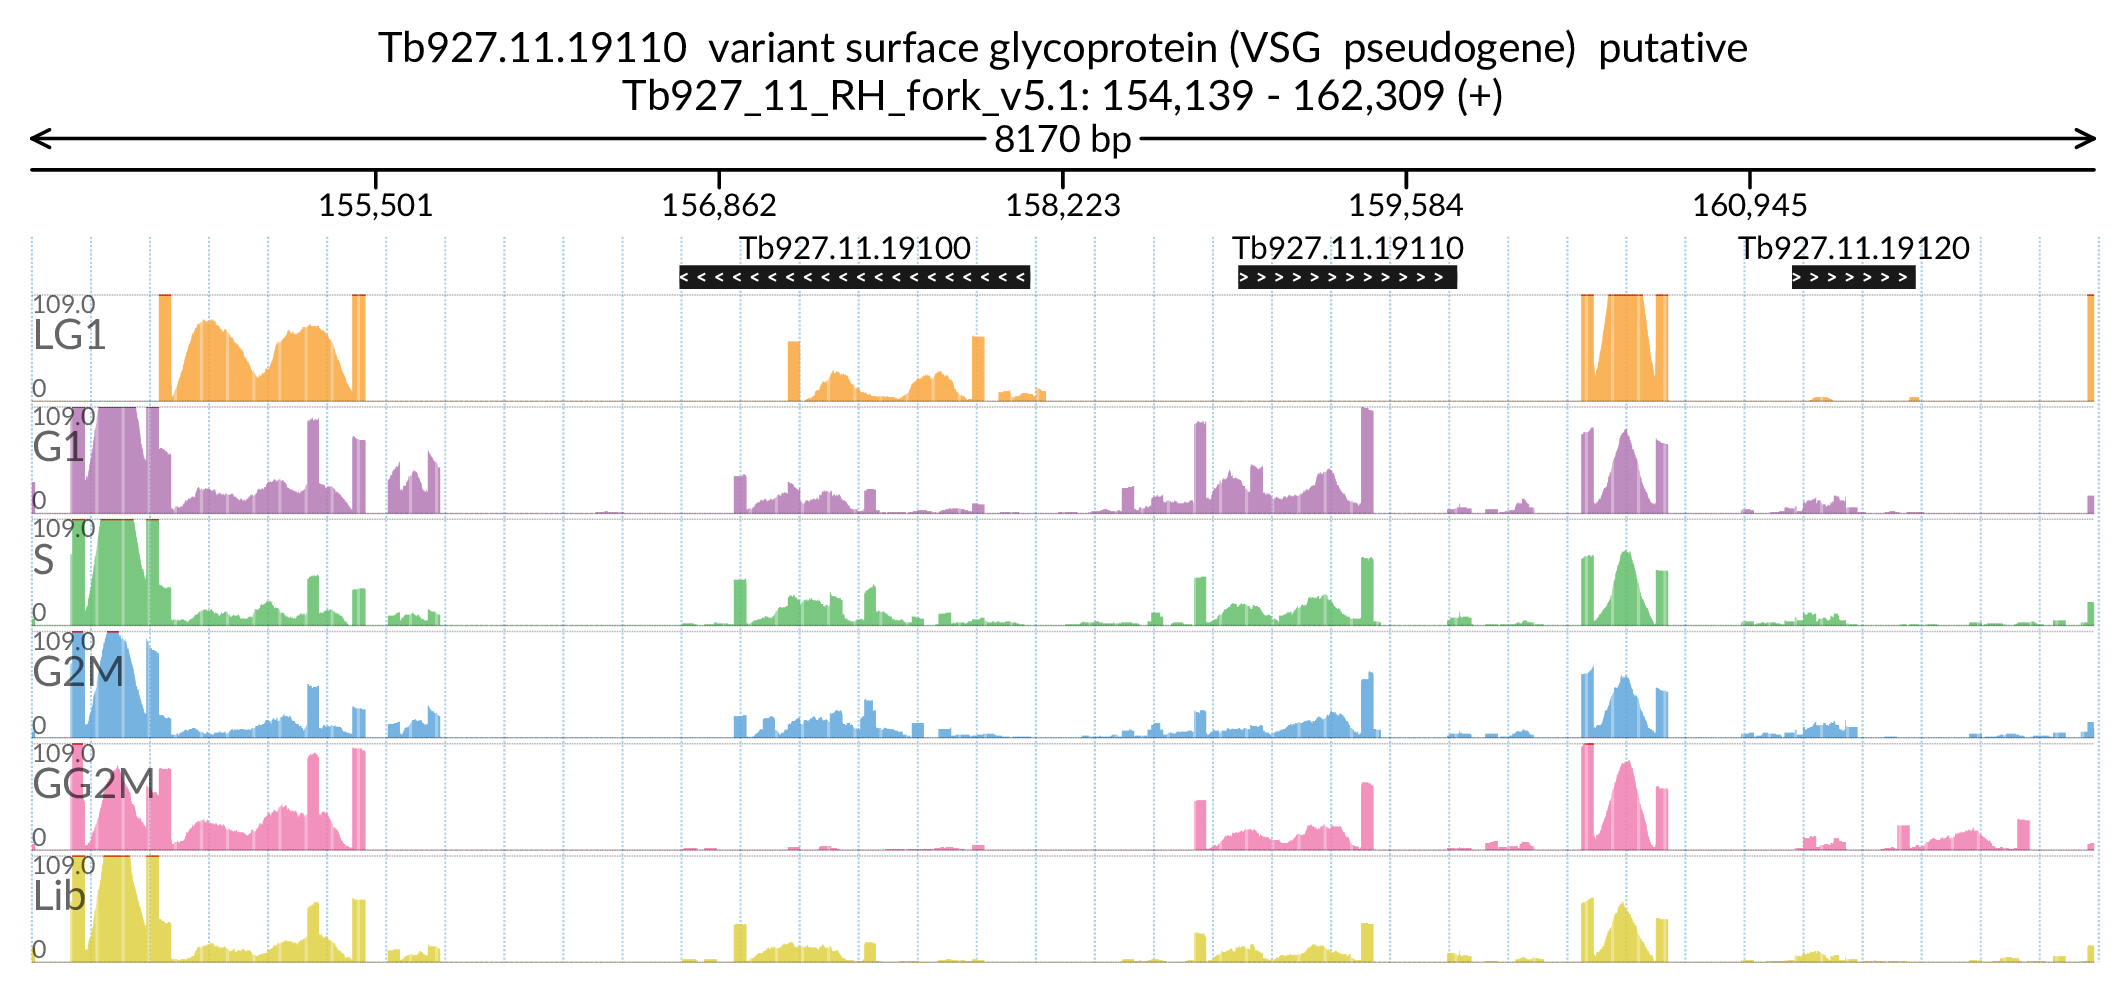 Tb927.11.19110 variant surface glycoprotein (VSG pseudogene) putative
Tb927_11_RH_fork_v5.1: 154,139 - 162,309 (+)
8170 bp
155,501 156,862 158,223 159,584 160,945
Tb927.11.19100 Tb927.11.19110 Tb927.11.19120
109.0
LG1
0
109.0
G1
0
109.0
S
0
109.0
G2M
0
109.0
GG2M
0
109.0
Lib
0